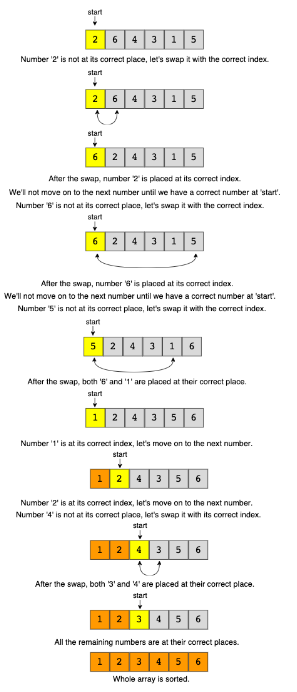 start
2 6 4 3 1 5
Number '2' is not at its correct place, let's swap it with the correct index.
start
2 6 4 3 1 5
start
6 2 4 3 1 5
After the swap, number '2' is placed at its correct index.
We'll not move on to the next number until we have a correct number at 'start'.
Number '6' is not at its correct place, let's swap it with the correct index.
start
6 2 4 3 1 5
After the swap, number '6' is placed at its correct index.
We'll not move on to the next number until we have a correct number at 'start'.
Number '5' is not at its correct place, let's swap it with the correct index.
start
5 2 4 3 1 6
After the swap, both '6' and '1' are placed at their correct place.
start
1 2 4 3 5 6
Number '1' is at its correct index, let's move on to the next number.
start
1 2 4 3 5 6
Number '2' is at its correct index, let's move on to the next number.
Number '4' is not at its correct place, let's swap it with its correct index.
start
1 2 4 3 5 6
After the swap, both '3' and '4' are placed at their correct place.
start
1 2 3 4 5 6
All the remaining numbers are at their correct places.
1 2 3 4 5 6
Whole array is sorted.